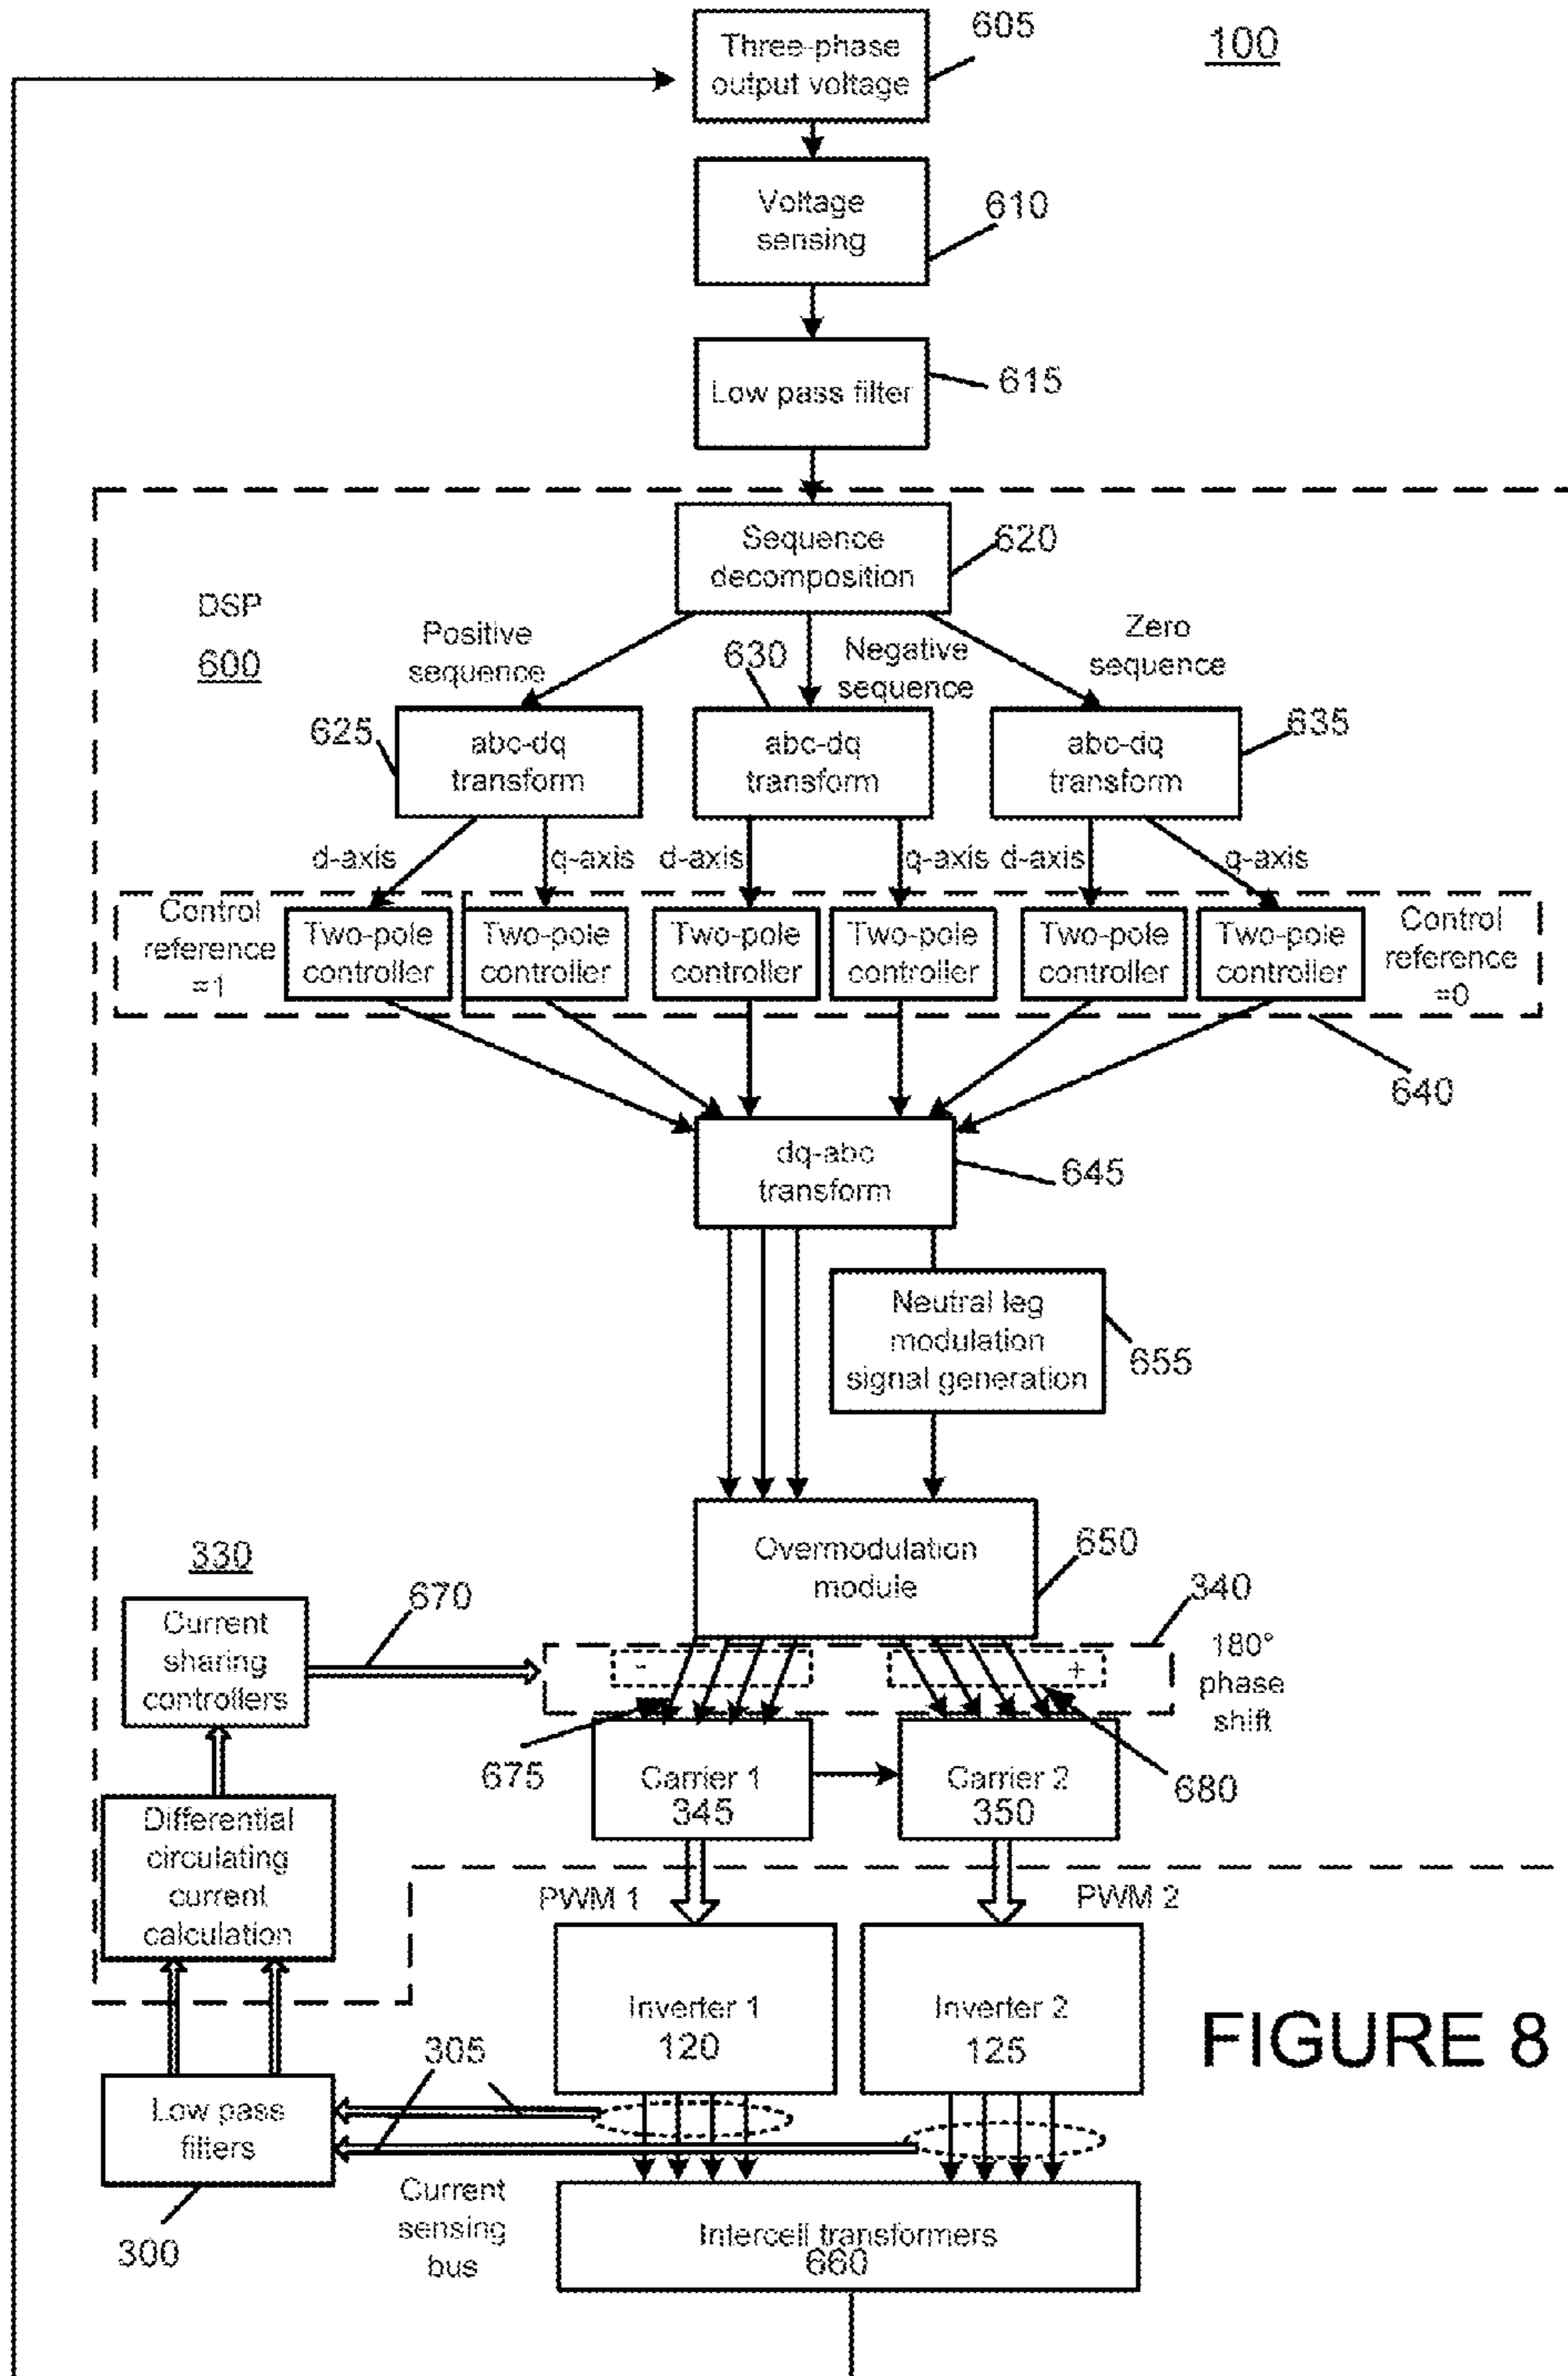 605
100
Three-phase
output voltage
Voltage
sensing
610
Low pass filter
615
Sequence
decomposition
620
DSP
600
Positive
sequence
630
Negative
sequence
Zero
sequence
625
abc-dq
transform
abc-dq
transform
abc-dq
transform
635
d-axis
q-axis
d-axis
q-axis
d-axis
q-axis
Control
reference
=1
Two-pole
controller
Two-pole
controller
Two-pole
controller
Two-pole
controller
Two-pole
controller
Two-pole
controller
Control
reference
=0
640
dq-abc
transform
645
Neutral leg
modulation
signal generation
655
Overmodulation
module
650
330
670
340
Current
sharing
controllers
-
+
180°
phase
shift
675
Carrier 1
345
Carrier 2
350
680
Differential
circulating
current
calculation
PWM 1
PWM 2
Inverter 1
120
Inverter 2
125
FIGURE 8
305
Low pass
filters
300
Current
sensing
bus
Intercell transformers
660